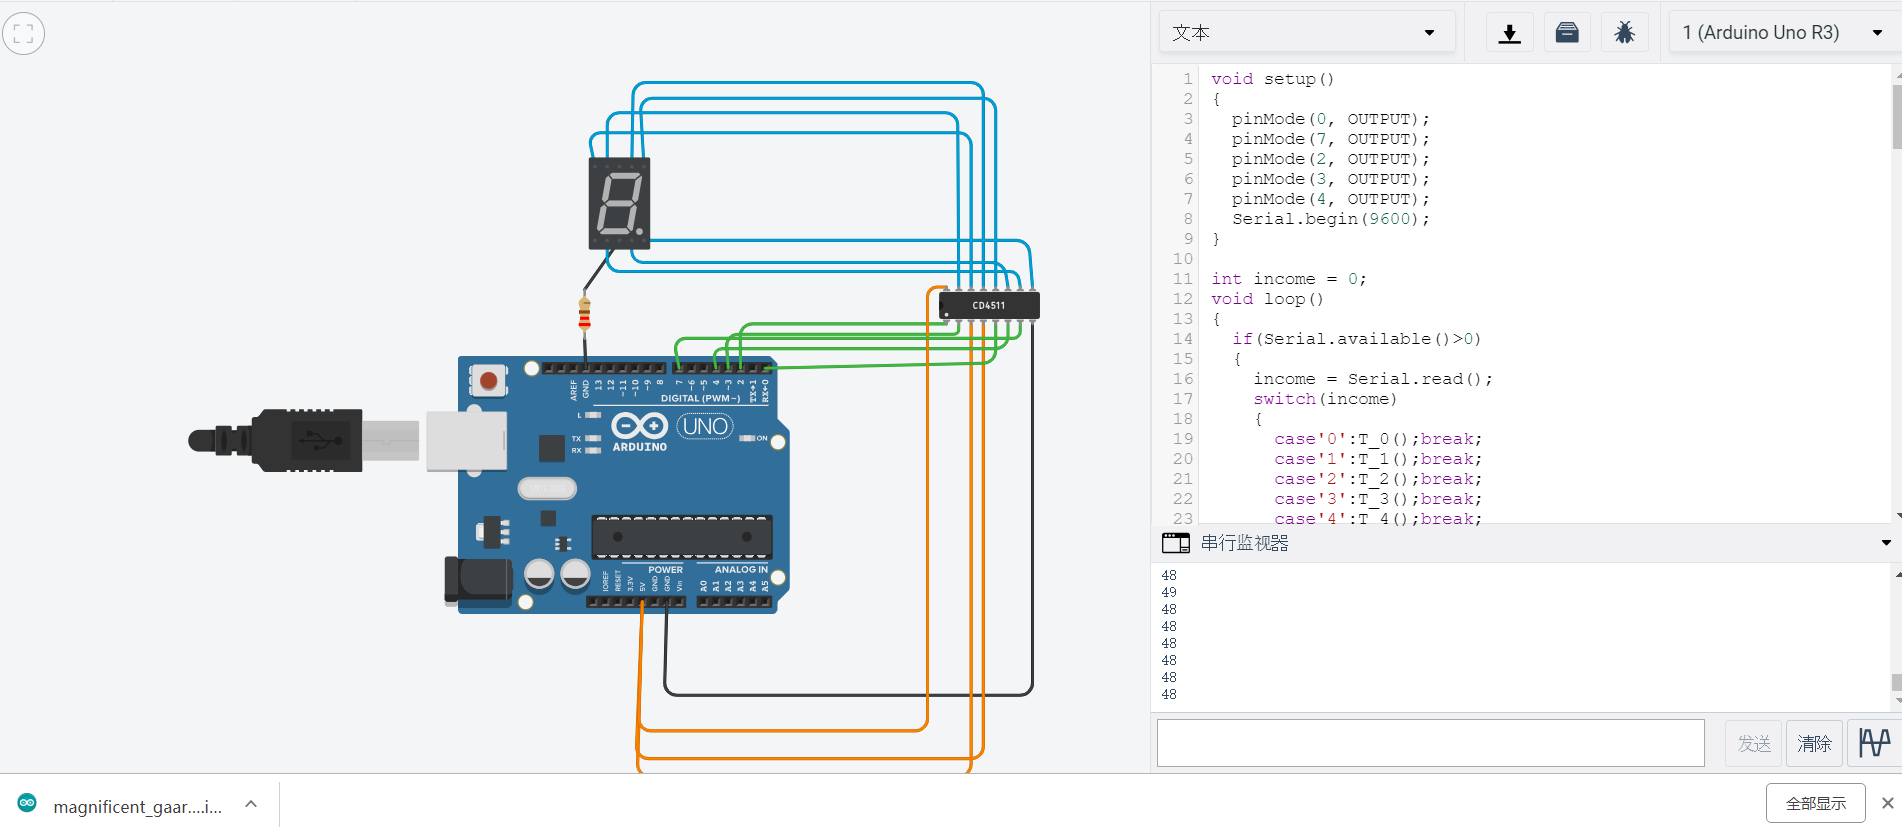 文本
1 (Arduino Uno R3)
1 void setup()
2 {
3 pinMode(0, OUTPUT);
4 pinMode(7, OUTPUT);
5 pinMode(2, OUTPUT);
6 pinMode(3, OUTPUT);
7 pinMode(4, OUTPUT);
8 Serial.begin(9600);
9 }
10
11 int income = 0;
12 void loop()
13 {
14 if(Serial.available()>0)
15 {
16 income = Serial.read();
17 switch(income)
18 {
19 case'0':T_0();break;
20 case'1':T_1();break;
21 case'2':T_2();break;
22 case'3':T_3();break;
23 case'4':T_4();break;
CD4511
AREF
GND
13
12
~11
~10
~9
8
7
~6
~5
4
~3
2
TX→1
RX←0
DIGITAL (PWM~)
L
TX
RX
ARDUINO
UNO
ON
POWER
ANALOG IN
IOREF
RESET
3.3V
5V
GND
GND
Vin
A0
A1
A2
A3
A4
A5
串行监视器
48
49
48
48
48
48
48
48
发送
清除
magnificent_gaar....i...
全部显示